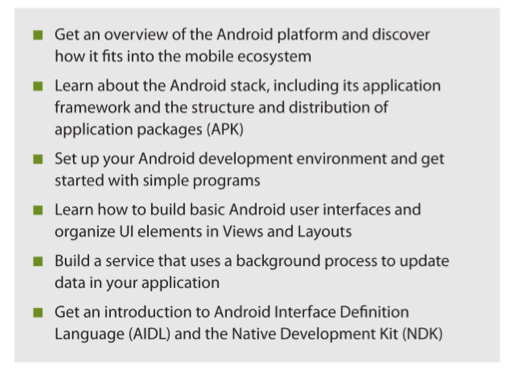 Get an overview of the Android platform and discover
how it fits into the mobile ecosystem
Learn about the Android stack, including its application
framework and the structure and distribution of
application packages (APK)
Set up your Android development environment and get
started with simple programs
Learn how to build basic Android user interfaces and
organize UI elements in Views and Layouts
Build a service that uses a background process to update
data in your application
Get an introduction to Android Interface Definition
Language (AIDL) and the Native Development Kit (NDK)